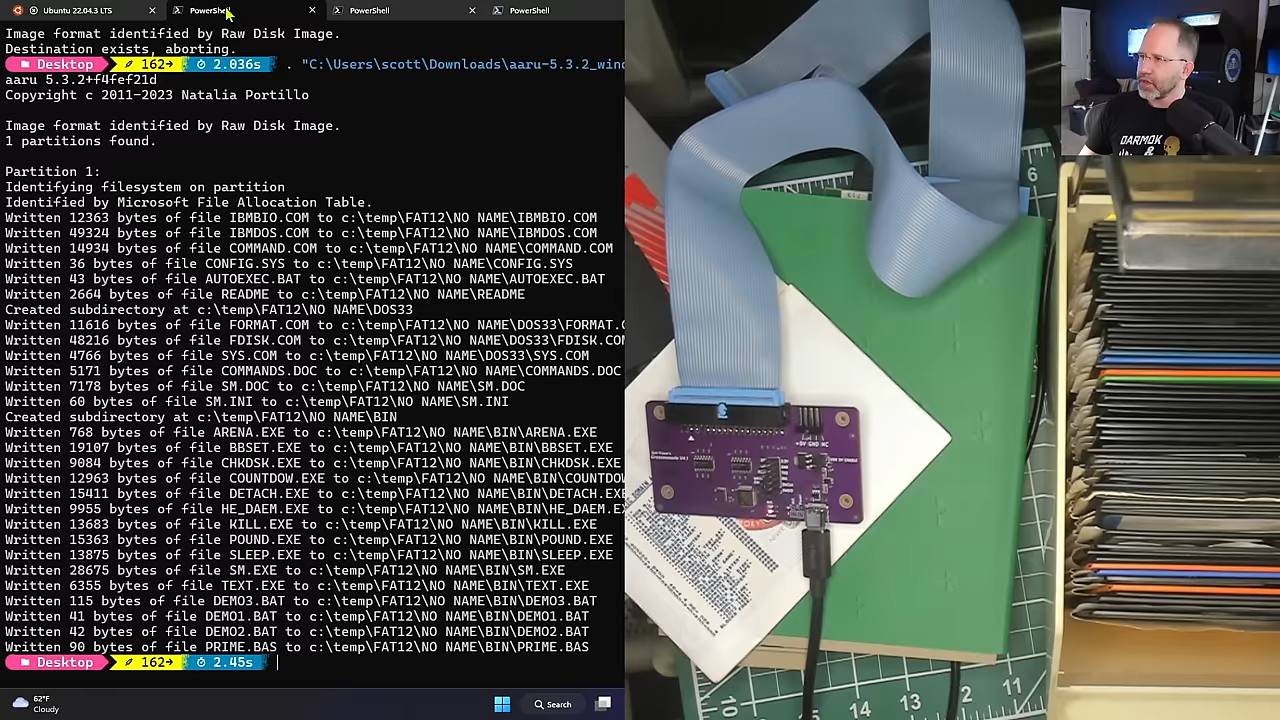 Ubuntu 22.04.3 LTS
PowerShell
PowerShell
PowerShell
Image format identified by Raw Disk Image.
Destination exists, aborting.
Desktop 162 2.036s . "C:\Users\scott\Downloads\aaru-5.3.2_wind
aaru 5.3.2+f4fef21d
Copyright c 2011-2023 Natalia Portillo
Image format identified by Raw Disk Image.
1 partitions found.
Partition 1:
Identifying filesystem on partition
Identified by Microsoft File Allocation Table.
Written 12363 bytes of file IBMBIO.COM to c:\temp\FAT12\NO NAME\IBMBIO.COM
Written 49324 bytes of file IBMDOS.COM to c:\temp\FAT12\NO NAME\IBMDOS.COM
Written 14934 bytes of file COMMAND.COM to c:\temp\FAT12\NO NAME\COMMAND.COM
Written 36 bytes of file CONFIG.SYS to c:\temp\FAT12\NO NAME\CONFIG.SYS
Written 43 bytes of file AUTOEXEC.BAT to c:\temp\FAT12\NO NAME\AUTOEXEC.BAT
Written 2664 bytes of file README to c:\temp\FAT12\NO NAME\README
Created subdirectory at c:\temp\FAT12\NO NAME\DOS33
Written 11616 bytes of file FORMAT.COM to c:\temp\FAT12\NO NAME\DOS33\FORMAT.C
Written 48216 bytes of file FDISK.COM to c:\temp\FAT12\NO NAME\DOS33\FDISK.COM
Written 4766 bytes of file SYS.COM to c:\temp\FAT12\NO NAME\DOS33\SYS.COM
Written 5171 bytes of file COMMANDS.DOC to c:\temp\FAT12\NO NAME\COMMANDS.DOC
Written 7178 bytes of file SM.DOC to c:\temp\FAT12\NO NAME\SM.DOC
Written 60 bytes of file SM.INI to c:\temp\FAT12\NO NAME\SM.INI
Created subdirectory at c:\temp\FAT12\NO NAME\BIN
Written 768 bytes of file ARENA.EXE to c:\temp\FAT12\NO NAME\BIN\ARENA.EXE
Written 19107 bytes of file BBSET.EXE to c:\temp\FAT12\NO NAME\BIN\BBSET.EXE
Written 9084 bytes of file CHKDSK.EXE to c:\temp\FAT12\NO NAME\BIN\CHKDSK.EXE
Written 12963 bytes of file COUNTDOW.EXE to c:\temp\FAT12\NO NAME\BIN\COUNTDOW
Written 15411 bytes of file DETACH.EXE to c:\temp\FAT12\NO NAME\BIN\DETACH.EXE
Written 9993 bytes of file HE_DAEM.EXE to c:\temp\FAT12\NO NAME\BIN\HE_DAEM.E
Written 13683 bytes of file KILL.EXE to c:\temp\FAT12\NO NAME\BIN\KILL.EXE
Written 15363 bytes of file POUND.EXE to c:\temp\FAT12\NO NAME\BIN\POUND.EXE
Written 13875 bytes of file SLEEP.EXE to c:\temp\FAT12\NO NAME\BIN\SLEEP.EXE
Written 28675 bytes of file SM.EXE to c:\temp\FAT12\NO NAME\BIN\SM.EXE
Written 6355 bytes of file TEXT.EXE to c:\temp\FAT12\NO NAME\BIN\TEXT.EXE
Written 115 bytes of file DEMO3.BAT to c:\temp\FAT12\NO NAME\BIN\DEMO3.BAT
Written 41 bytes of file DEMO1.BAT to c:\temp\FAT12\NO NAME\BIN\DEMO1.BAT
Written 42 bytes of file DEMO2.BAT to c:\temp\FAT12\NO NAME\BIN\DEMO2.BAT
Written 90 bytes of file PRIME.BAS to c:\temp\FAT12\NO NAME\BIN\PRIME.BAS
Desktop 162 2.45s
62°F
Cloudy
Search
DARMOK
&
6
+5V GND NC
10
15
13
12
11